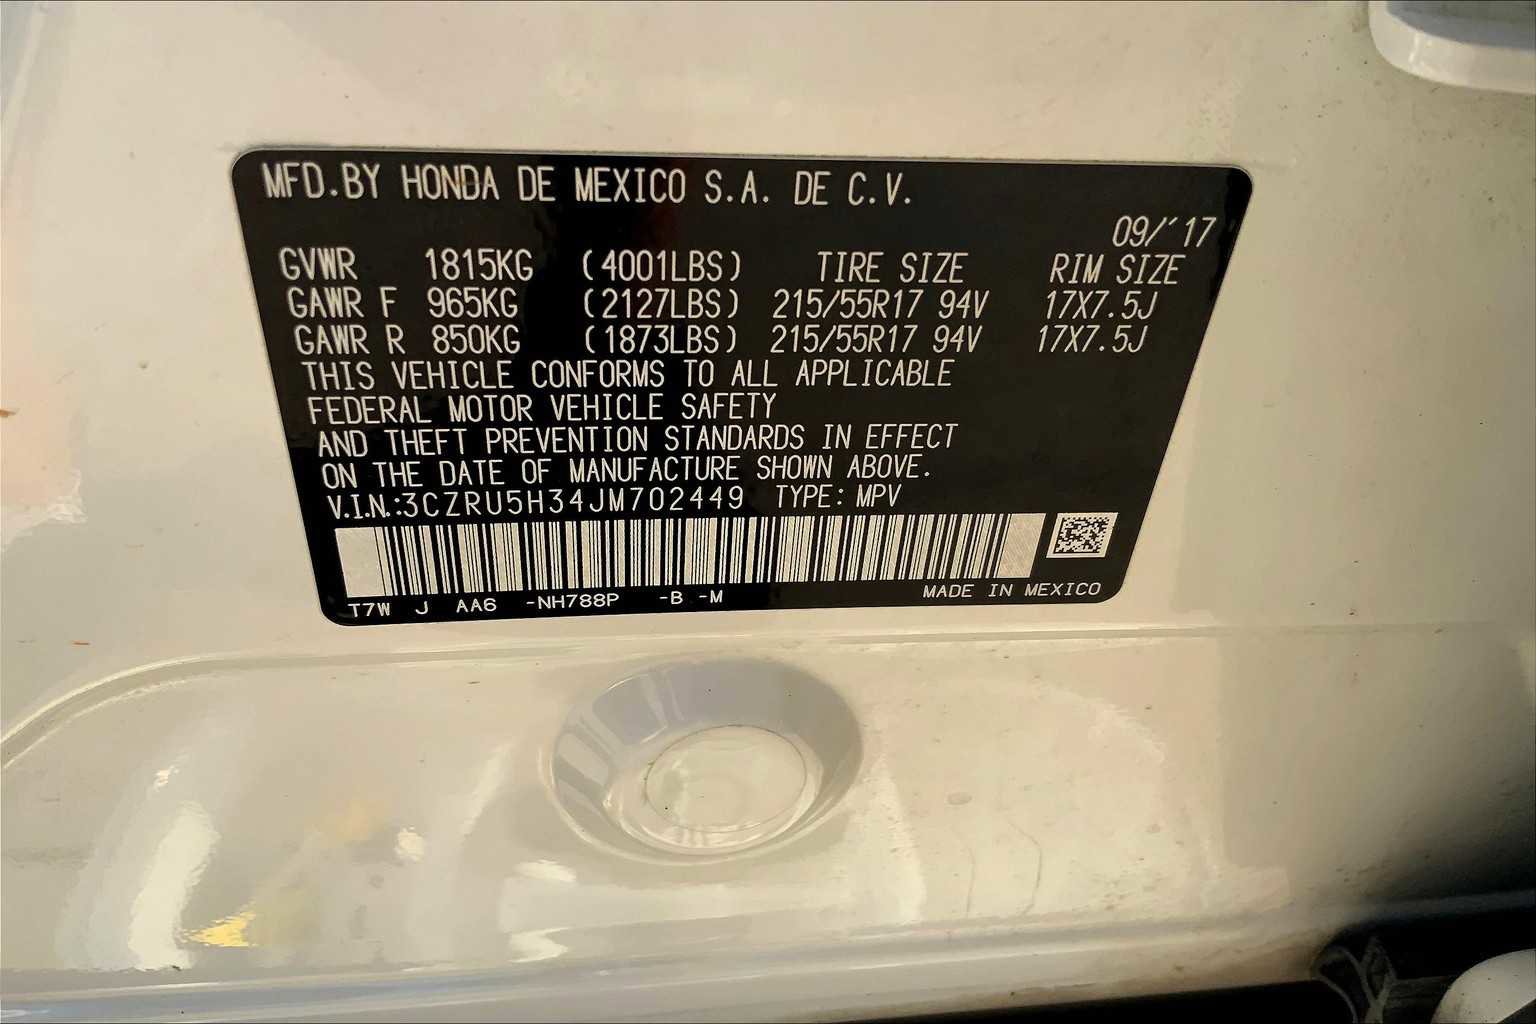 MFD.BY HONDA DE MEXICO S.A. DE C.V.
09/'17
GVWR 1815KG (4001LBS) TIRE SIZE RIM SIZE
GAWR F 965KG (2127LBS) 215/55R17 94V 17X7.5J
GAWR R 850KG (1873LBS) 215/55R17 94V 17X7.5J
THIS VEHICLE CONFORMS TO ALL APPLICABLE
FEDERAL MOTOR VEHICLE SAFETY
AND THEFT PREVENTION STANDARDS IN EFFECT
ON THE DATE OF MANUFACTURE SHOWN ABOVE.
V.I.N.:3CZRU5H34JM702449 TYPE: MPV
T7W J AA6 -NH788P -B -M MADE IN MEXICO